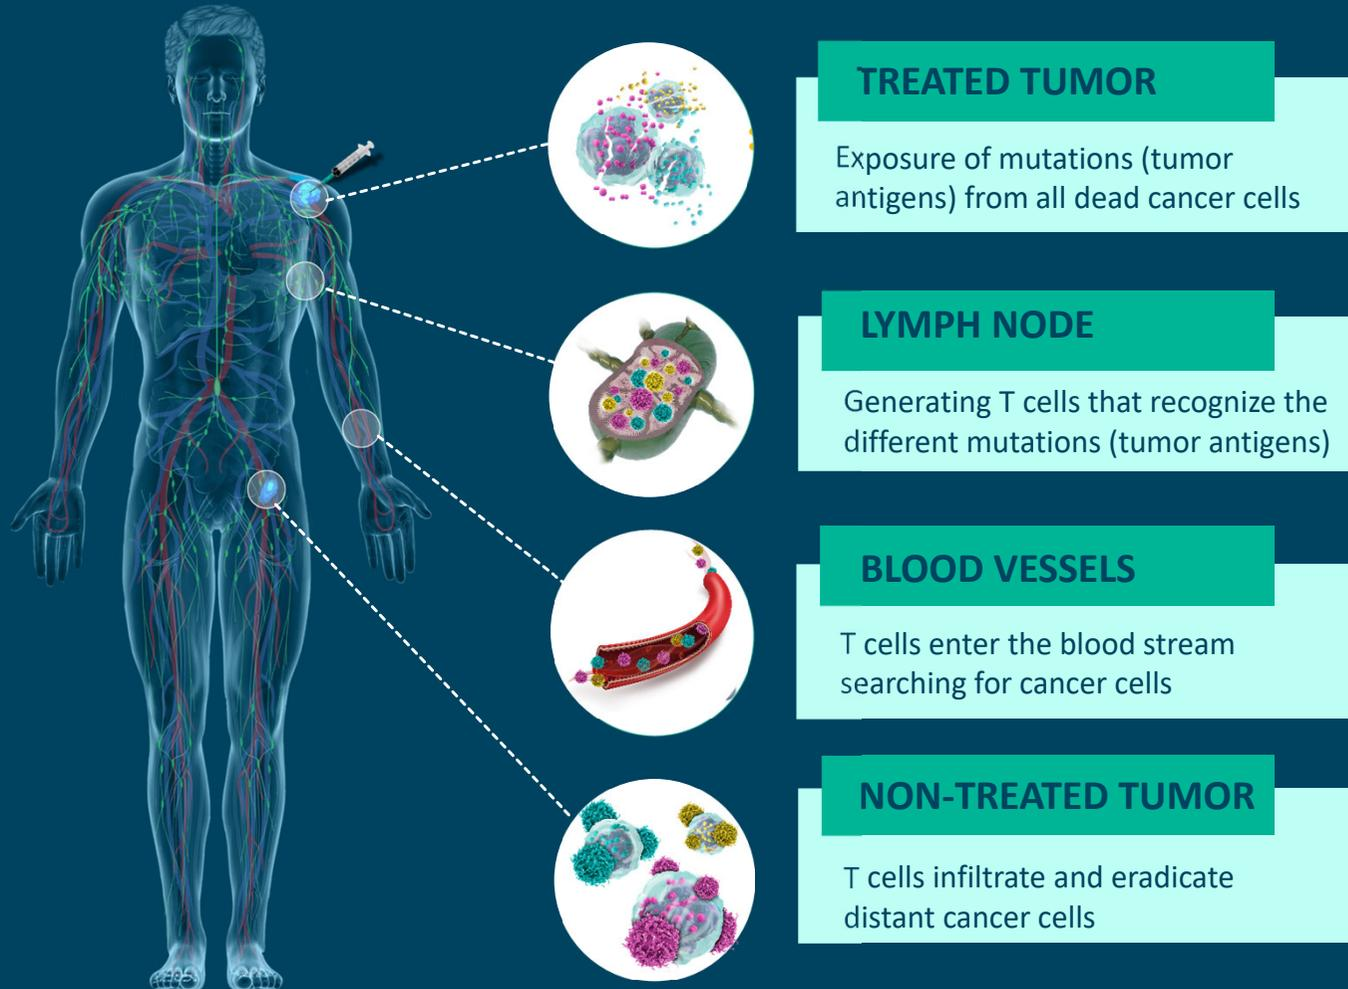 TREATED TUMOR
Exposure of mutations (tumor
antigens) from all dead cancer cells
LYMPH NODE
Generating T cells that recognize the
different mutations (tumor antigens)
BLOOD VESSELS
T cells enter the blood stream
searching for cancer cells
NON-TREATED TUMOR
T cells infiltrate and eradicate
distant cancer cells